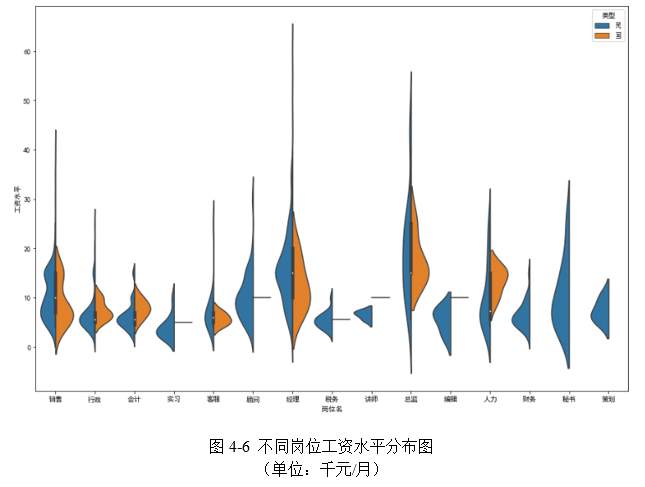 类型
民
国
60
50
40
30
20
10
0
工资水平
销售 行政 会计 实习 客服 顾问 经理 税务 讲师 总监 编辑 人力 财务 秘书 策划
岗位名
图 4-6 不同岗位工资水平分布图
（单位：千元/月）